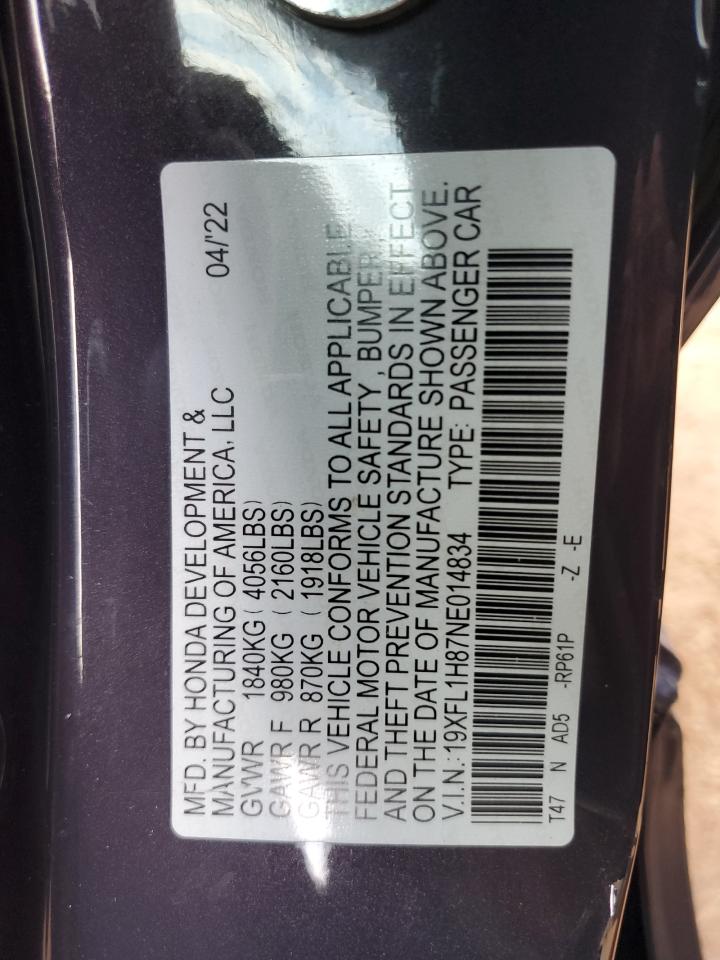 MFD. BY HONDA DEVELOPMENT &
MANUFACTURING OF AMERICA, LLC 04/'22
GVWR 1840KG ( 4056LBS)
GAWR F 980KG ( 2160LBS)
GAWR R 870KG ( 1918LBS)
THIS VEHICLE CONFORMS TO ALL APPLICABLE
FEDERAL MOTOR VEHICLE SAFETY, BUMPER,
AND THEFT PREVENTION STANDARDS IN EFFECT
ON THE DATE OF MANUFACTURE SHOWN ABOVE.
V.I.N.:19XFL1H87NE014834 TYPE: PASSENGER CAR
T47 N AD5 -RP61P -Z -E